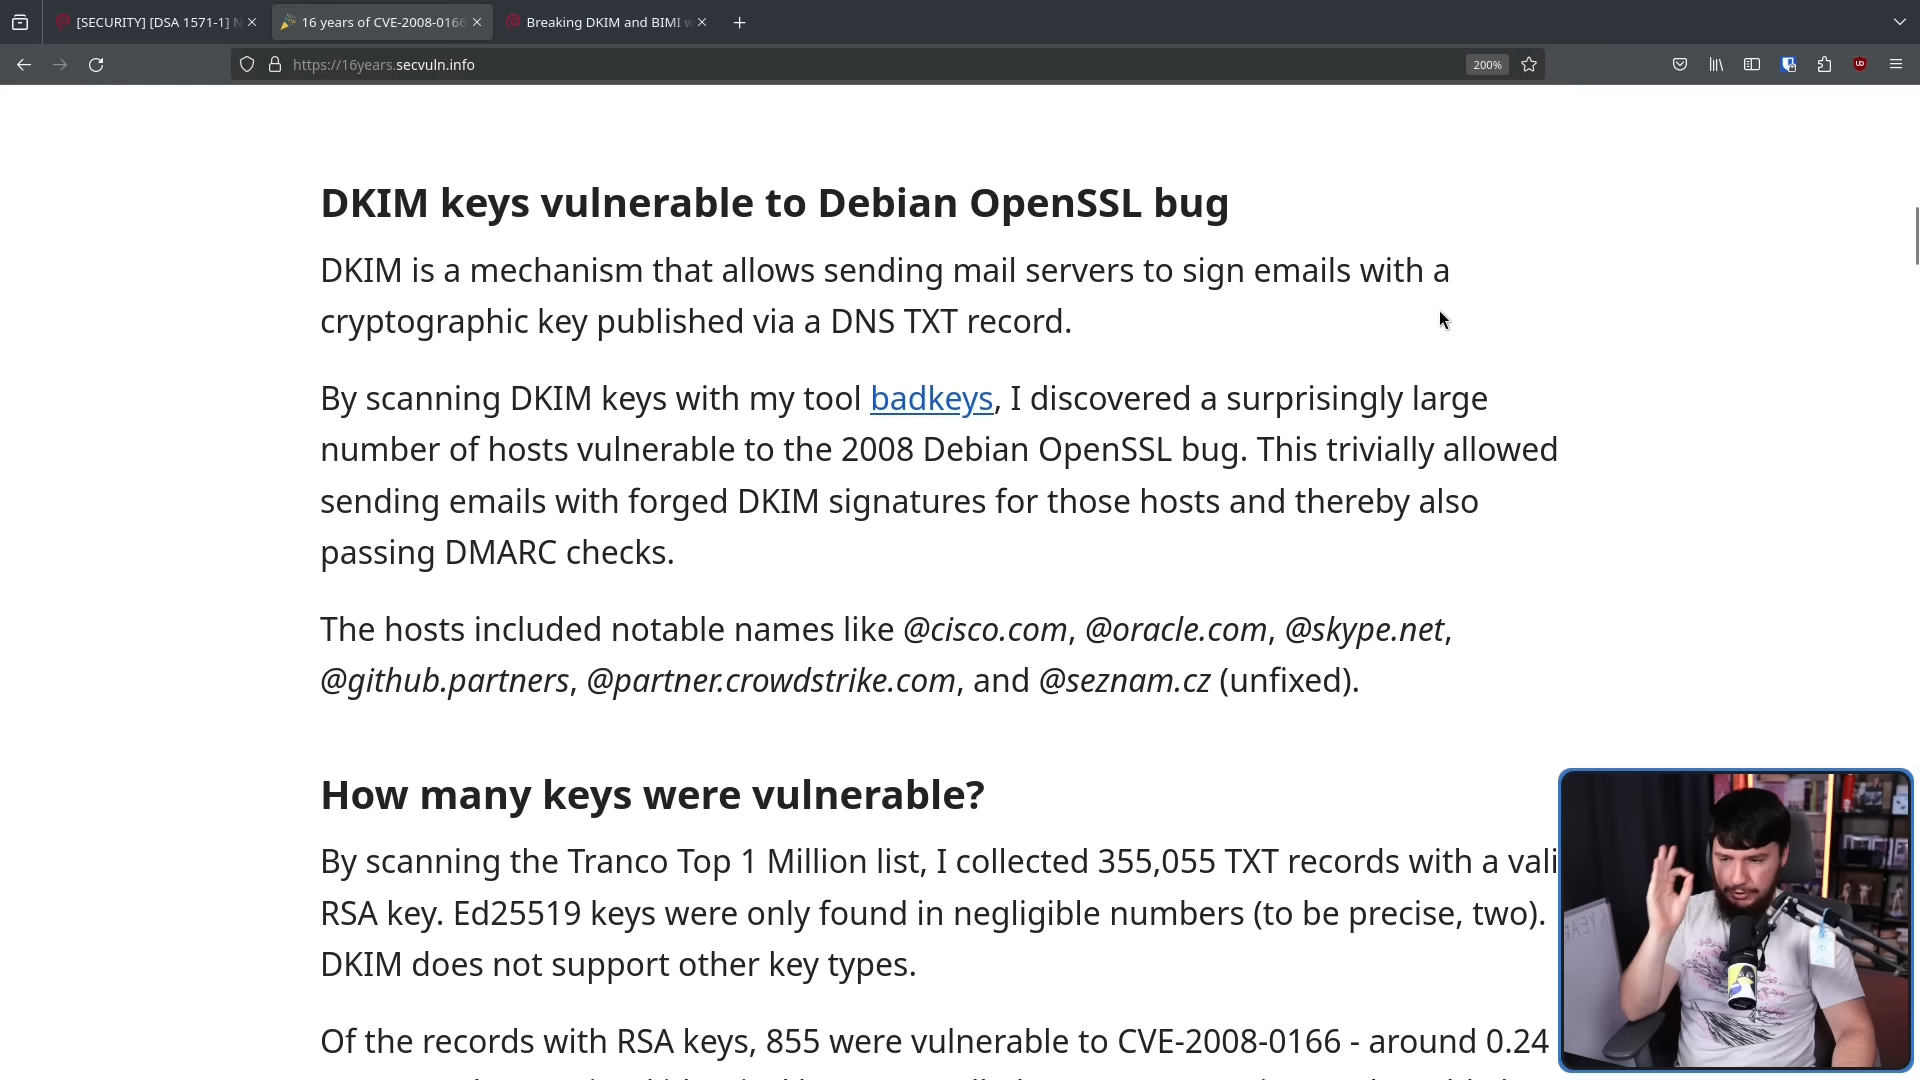 [SECURITY] [DSA 1571-1] N
16 years of CVE-2008-0166
Breaking DKIM and BIMI w
https://16years.secvuln.info
200%
DKIM keys vulnerable to Debian OpenSSL bug
DKIM is a mechanism that allows sending mail servers to sign emails with a
cryptographic key published via a DNS TXT record.
By scanning DKIM keys with my tool badkeys, I discovered a surprisingly large
number of hosts vulnerable to the 2008 Debian OpenSSL bug. This trivially allowed
sending emails with forged DKIM signatures for those hosts and thereby also
passing DMARC checks.
The hosts included notable names like @cisco.com, @oracle.com, @skype.net,
@github.partners, @partner.crowdstrike.com, and @seznam.cz (unfixed).
How many keys were vulnerable?
By scanning the Tranco Top 1 Million list, I collected 355,055 TXT records with a vali
RSA key. Ed25519 keys were only found in negligible numbers (to be precise, two).
DKIM does not support other key types.
Of the records with RSA keys, 855 were vulnerable to CVE-2008-0166 - around 0.24